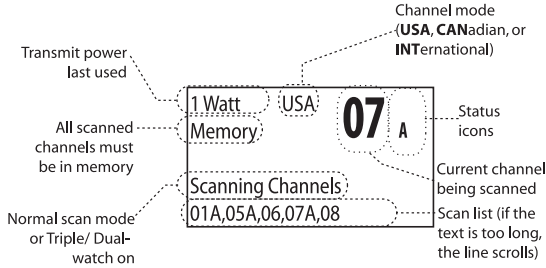 Channel mode
(USA, CANadian, or
INTernational)
Transmit power
last used
1 Watt
USA
07
A
Status
icons
All scanned
channels must
be in memory
Memory
Current channel
being scanned
Scanning Channels
Normal scan mode
or Triple/ Dual-
watch on
01A,05A,06,07A,08
Scan list (if the
text is too long,
the line scrolls)